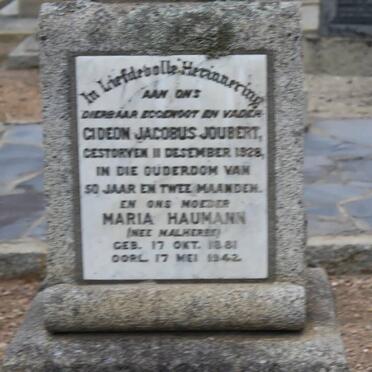 In Liefdevolle Herinnering
AAN ONS
DIERBAAR EGGENOOT EN VADER
GIDEON JACOBUS JOUBERT,
GESTORVEN 11 DESEMBER 1928,
IN DIE OUDERDOM VAN
50 JAAR EN TWEE MAANDEN.
EN ONS MOEDER
MARIA HAUMANN
(NEE MALHERBE)
GEB. 17 OKT. 1881
OORL. 17 MEI 1942.